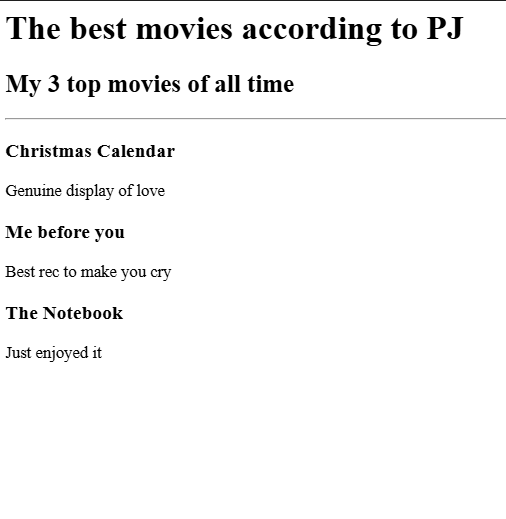 The best movies according to PJ
My 3 top movies of all time
Christmas Calendar
Genuine display of love
Me before you
Best rec to make you cry
The Notebook
Just enjoyed it